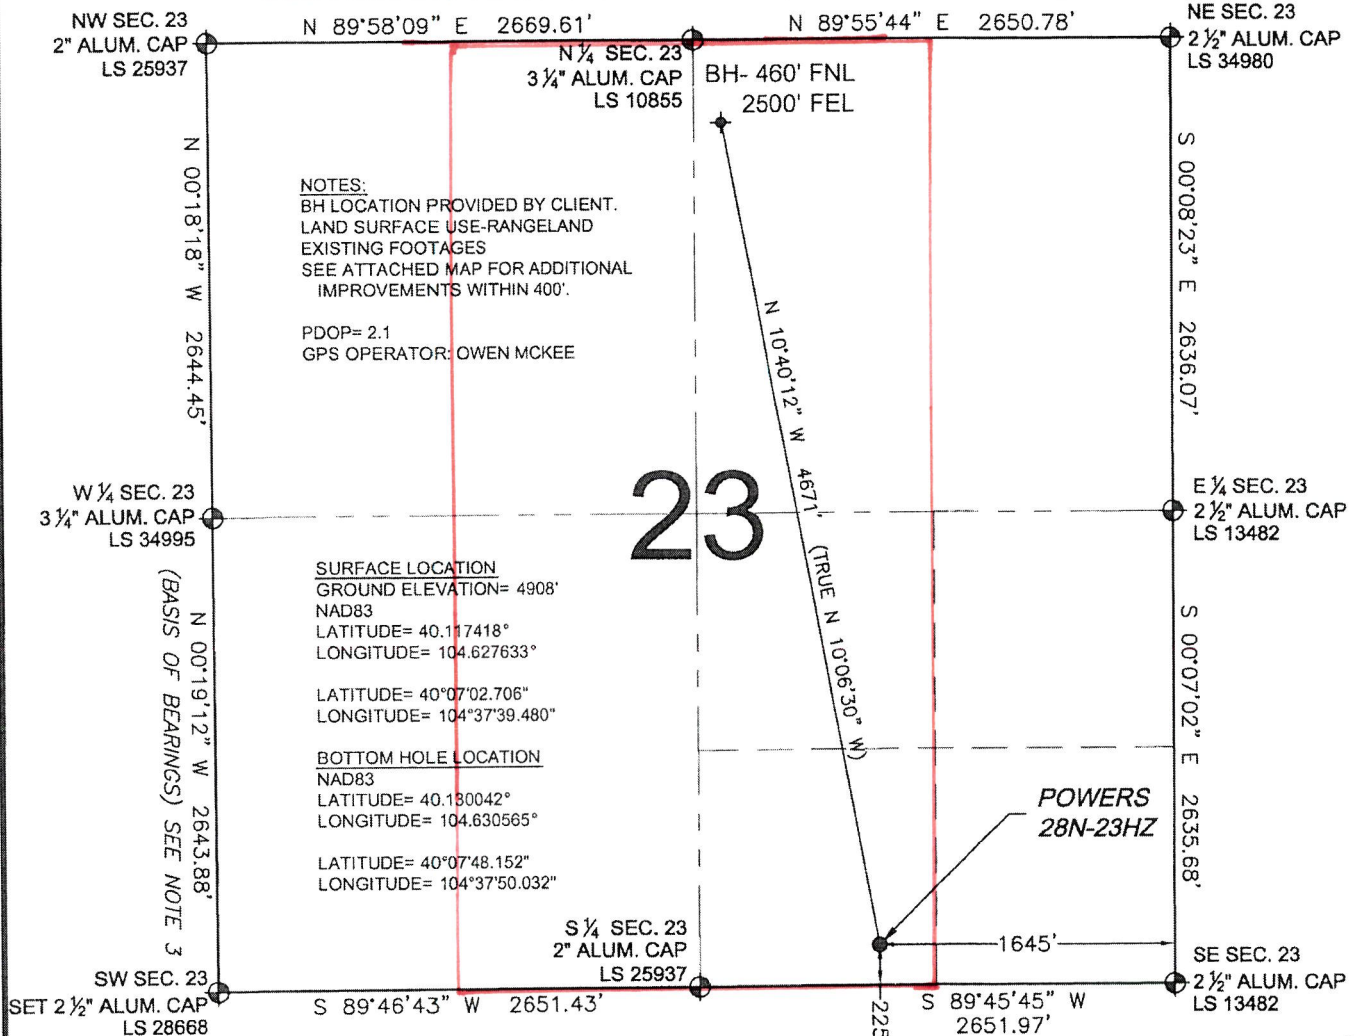 NW SEC. 23
2" ALUM. CAP
LS 25937
N 89°58'09" E 2669.61'
N ¼ SEC. 23
3 ¼" ALUM. CAP
LS 10855
N 89°55'44" E 2650.78'
NE SEC. 23
2 ½" ALUM. CAP
LS 34980
BH- 460' FNL
2500' FEL
N 00°18'18" W 2644.45'
NOTES:
BH LOCATION PROVIDED BY CLIENT.
LAND SURFACE USE-RANGELAND
EXISTING FOOTAGES
SEE ATTACHED MAP FOR ADDITIONAL
IMPROVEMENTS WITHIN 400'.
PDOP= 2.1
GPS OPERATOR: OWEN MCKEE
N 10°40'12" W 4671' (TRUE N 10°06'30" W)
S 00°08'23" E 2636.07'
W ¼ SEC. 23
3 ¼" ALUM. CAP
LS 34995
23
E ¼ SEC. 23
2 ½" ALUM. CAP
LS 13482
N 00°19'12" W 2643.88'
(BASIS OF BEARINGS) SEE NOTE 3
SURFACE LOCATION
GROUND ELEVATION= 4908'
NAD83
LATITUDE= 40.117418°
LONGITUDE= 104.627633°
LATITUDE= 40°07'02.706"
LONGITUDE= 104°37'39.480"
BOTTOM HOLE LOCATION
NAD83
LATITUDE= 40.130042°
LONGITUDE= 104.630565°
LATITUDE= 40°07'48.152"
LONGITUDE= 104°37'50.032"
S 00°07'02" E 2635.68'
POWERS
28N-23HZ
1645'
225
S ¼ SEC. 23
2" ALUM. CAP
LS 25937
SW SEC. 23
SET 2 ½" ALUM. CAP
LS 28668
S 89°46'43" W 2651.43'
S 89°45'45" W
2651.97'
SE SEC. 23
2 ½" ALUM. CAP
LS 13482